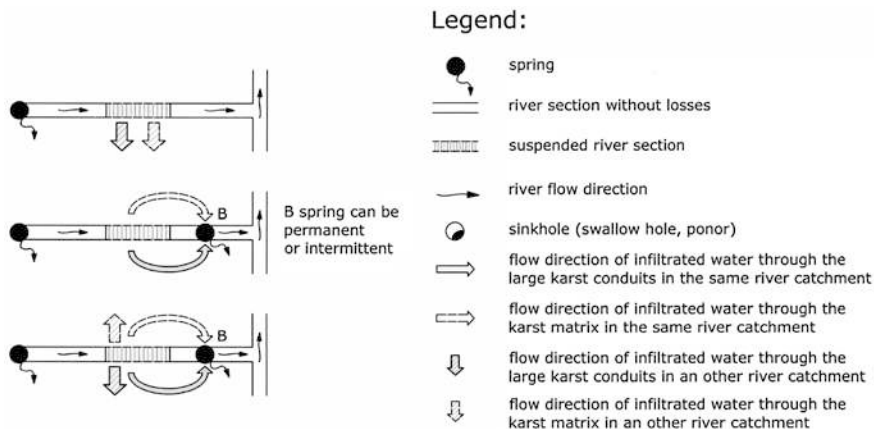 Legend:
spring
river section without losses
suspended river section
river flow direction
sinkhole (swallow hole, ponor)
flow direction of infiltrated water through the
large karst conduits in the same river catchment
flow direction of infiltrated water through the
karst matrix in the same river catchment
flow direction of infiltrated water through the
large karst conduits in an other river catchment
flow direction of infiltrated water through the
karst matrix in an other river catchment
B
B spring can be
permanent
or intermittent
B